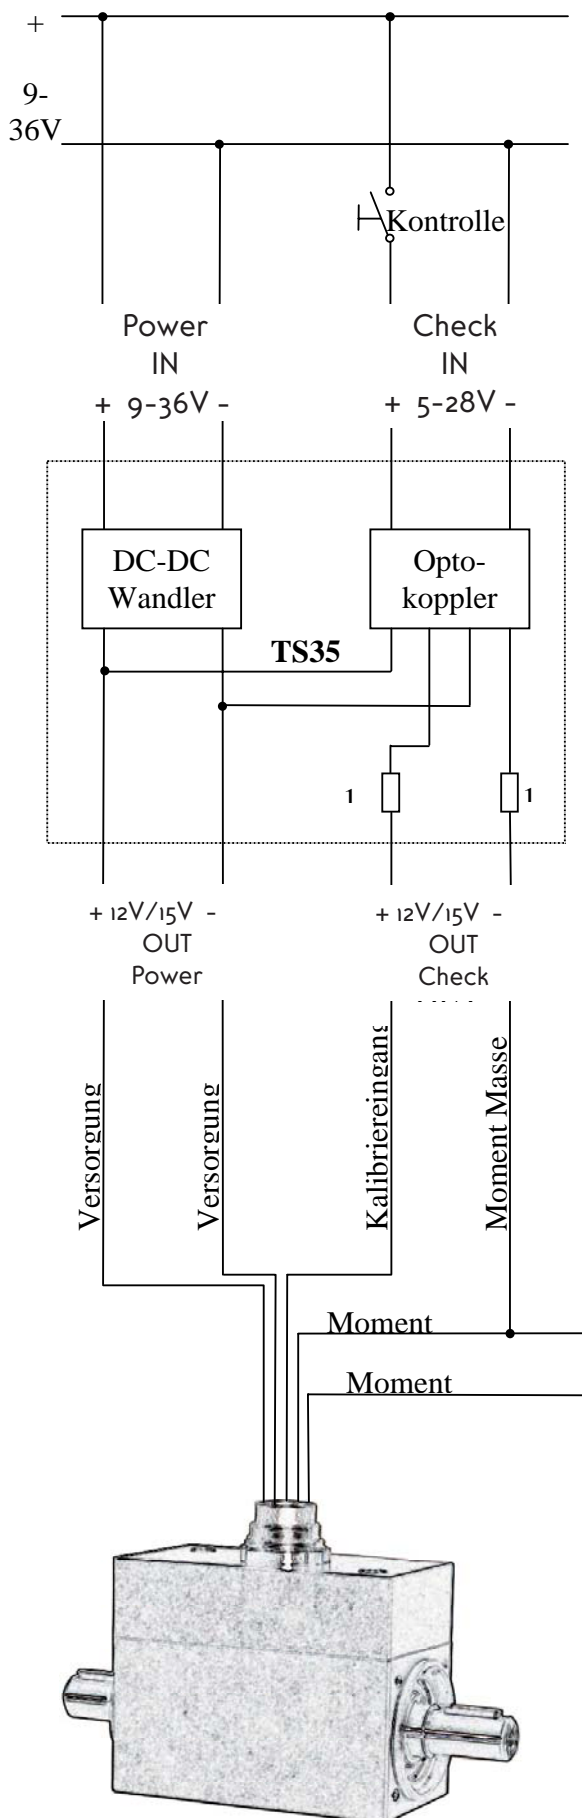 +
9-
36V
Kontrolle
Power
IN
+ 9-36V -
Check
IN
+ 5-28V -
DC-DC
Wandler
Opto-
koppler
TS35
1
1
+ 12V/15V -
OUT
Power
+ 12V/15V -
OUT
Check
Versorgung
Versorgung
Kalibriereingang
Moment Masse
Moment
Moment